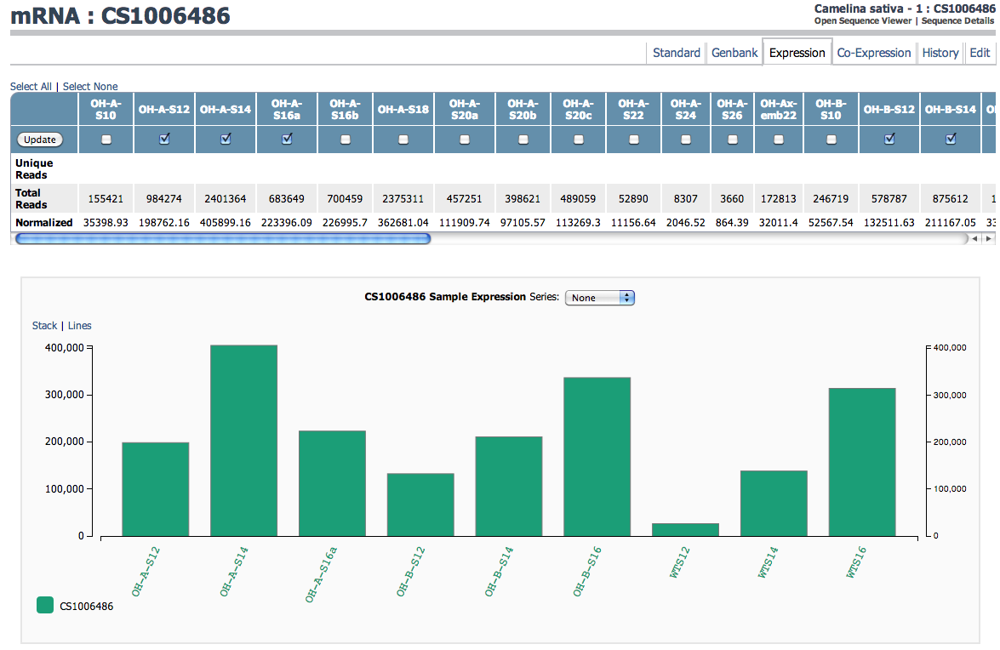 mRNA : CS1006486
Camelina sativa - 1 : CS1006486
Open Sequence Viewer | Sequence Details
Standard Genbank Expression Co-Expression History Edit
Select All | Select None
OH-A-S10 OH-A-S12 OH-A-S14 OH-A-S16a OH-A-S16b OH-A-S18 OH-A-S20a OH-A-S20b OH-A-S20c OH-A-S22 OH-A-S24 OH-A-S26 OH-Ax-emb22 OH-B-S10 OH-B-S12 OH-B-S14
Update
Unique Reads
Total Reads 155421 984274 2401364 683649 700459 2375311 457251 398621 489059 52890 8307 3660 172813 246719 578787 875612
Normalized 35398.93 198762.16 405899.16 223396.09 226995.7 362681.04 111909.74 97105.57 113269.3 11156.64 2046.52 864.39 32011.4 52567.54 132511.63 211167.05
CS1006486 Sample Expression Series: None
Stack | Lines
400,000 400,000
300,000 300,000
200,000 200,000
100,000 100,000
0 0
OH-A-S12 OH-A-S14 OH-A-S16a OH-B-S12 OH-B-S14 OH-B-S16 WTS12 WTS14 WTS16
CS1006486